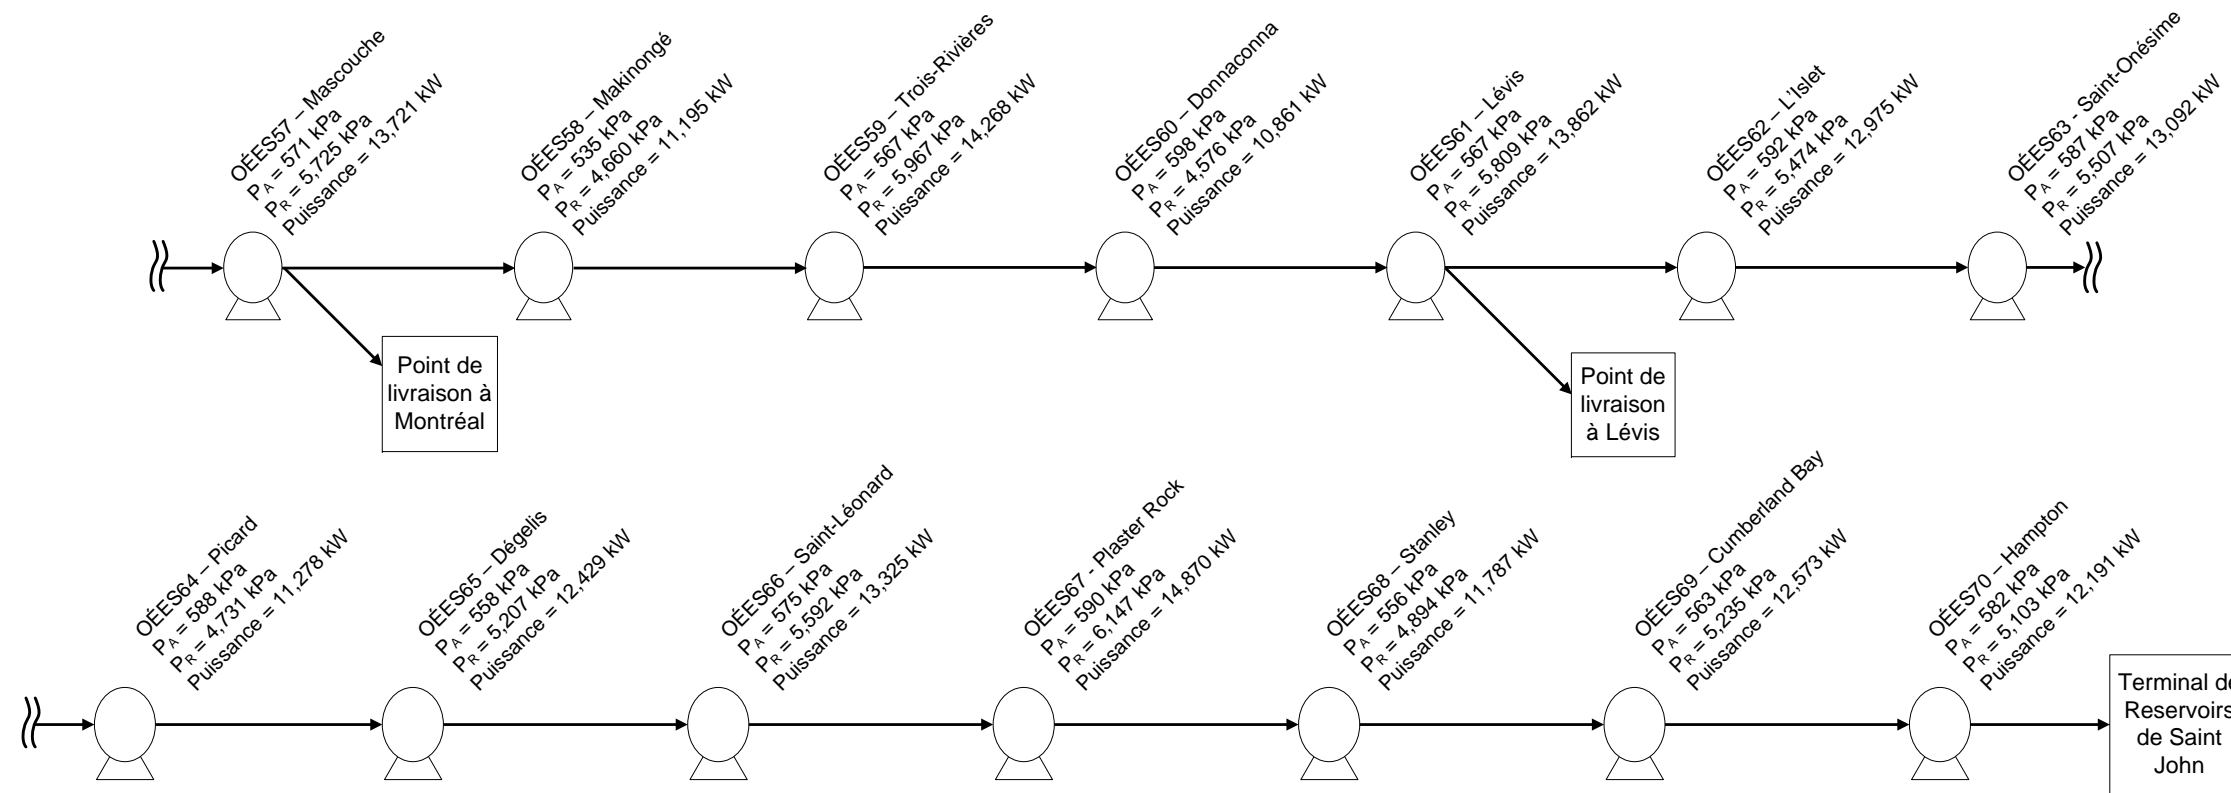 OÉES57 – Mascouche
PA = 571 kPa
PR = 5,725 kPa
Puissance = 13,721 kW
OÉES58 – Makinongé
PA = 535 kPa
PR = 4,660 kPa
Puissance = 11,195 kW
OÉES59 – Trois-Rivières
PA = 567 kPa
PR = 5,967 kPa
Puissance = 14,268 kW
OÉES60 – Donnaconna
PA = 598 kPa
PR = 4,576 kPa
Puissance = 10,861 kW
OÉES61 – Lévis
PA = 567 kPa
PR = 5,809 kPa
Puissance = 13,862 kW
OÉES62 – L'Islet
PA = 592 kPa
PR = 5,474 kPa
Puissance = 12,975 kW
OÉES63 - Saint-Onésime
PA = 587 kPa
PR = 5,507 kPa
Puissance = 13,092 kW
Point de
livraison à
Montréal
Point de
livraison
à Lévis
OÉES64 – Picard
PA = 588 kPa
PR = 4,731 kPa
Puissance = 11,278 kW
OÉES65 – Dégelis
PA = 558 kPa
PR = 5,207 kPa
Puissance = 12,429 kW
OÉES66 – Saint-Léonard
PA = 575 kPa
PR = 5,592 kPa
Puissance = 13,325 kW
OÉES67 - Plaster Rock
PA = 590 kPa
PR = 6,147 kPa
Puissance = 14,870 kW
OÉES68 – Stanley
PA = 556 kPa
PR = 4,894 kPa
Puissance = 11,787 kW
OÉES69 – Cumberland Bay
PA = 563 kPa
PR = 5,235 kPa
Puissance = 12,573 kW
OÉES70 – Hampton
PA = 582 kPa
PR = 5,103 kPa
Puissance = 12,191 kW
Terminal de
Reservoirs
de Saint
John